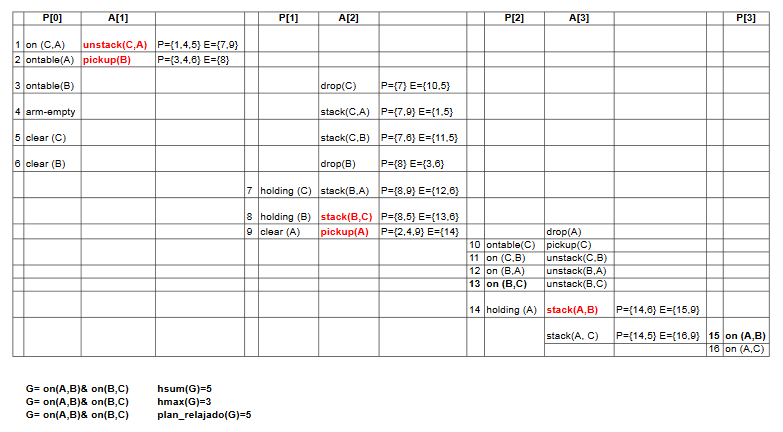 P[0] A[1] P[1] A[2] P[2] A[3] P[3]
1 on (C,A) unstack(C,A) P={1,4,5} E={7,9}
2 ontable(A) pickup(B) P={3,4,6} E={8}
3 ontable(B) drop(C) P={7} E={10,5}
4 arm-empty stack(C,A) P={7,9} E={1,5}
5 clear (C) stack(C,B) P={7,6} E={11,5}
6 clear (B) drop(B) P={8} E={3,6}
7 holding (C) stack(B,A) P={8,9} E={12,6}
8 holding (B) stack(B,C) P={8,5} E={13,6}
9 clear (A) pickup(A) P={2,4,9} E={14}
drop(A)
10 ontable(C) pickup(C)
11 on (C,B) unstack(C,B)
12 on (B,A) unstack(B,A)
13 on (B,C) unstack(B,C)
14 holding (A) stack(A,B) P={14,6} E={15,9}
stack(A, C) P={14,5} E={16,9} 15 on (A,B)
16 on (A,C)
G= on(A,B)& on(B,C) hsum(G)=5
G= on(A,B)& on(B,C) hmax(G)=3
G= on(A,B)& on(B,C) plan_relajado(G)=5